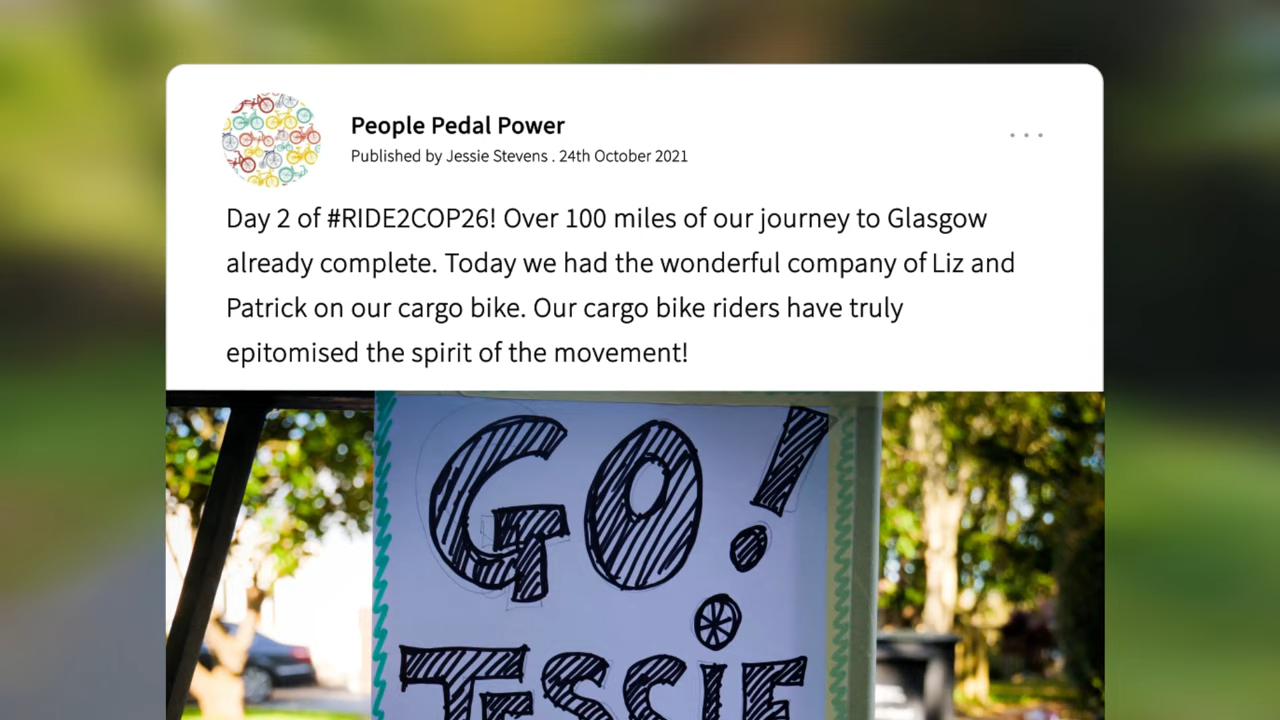 People Pedal Power
Published by Jessie Stevens . 24th October 2021
Day 2 of #RIDE2COP26! Over 100 miles of our journey to Glasgow
already complete. Today we had the wonderful company of Liz and
Patrick on our cargo bike. Our cargo bike riders have truly
epitomised the spirit of the movement!
GO!
JESSIE